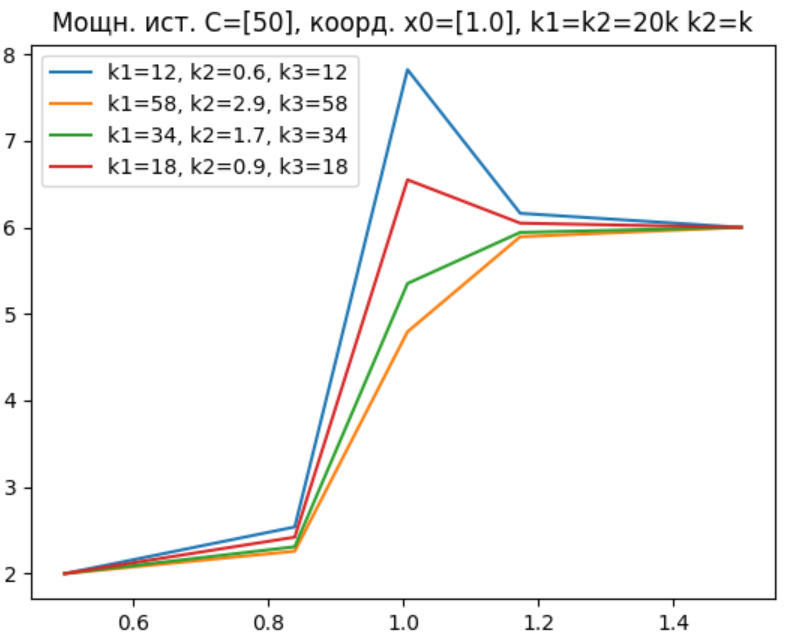 Мощн. ист. C=[50], коорд. x0=[1.0], k1=k2=20k k2=k
8
7
6
5
4
3
2
k1=12, k2=0.6, k3=12
k1=58, k2=2.9, k3=58
k1=34, k2=1.7, k3=34
k1=18, k2=0.9, k3=18
0.6 0.8 1.0 1.2 1.4